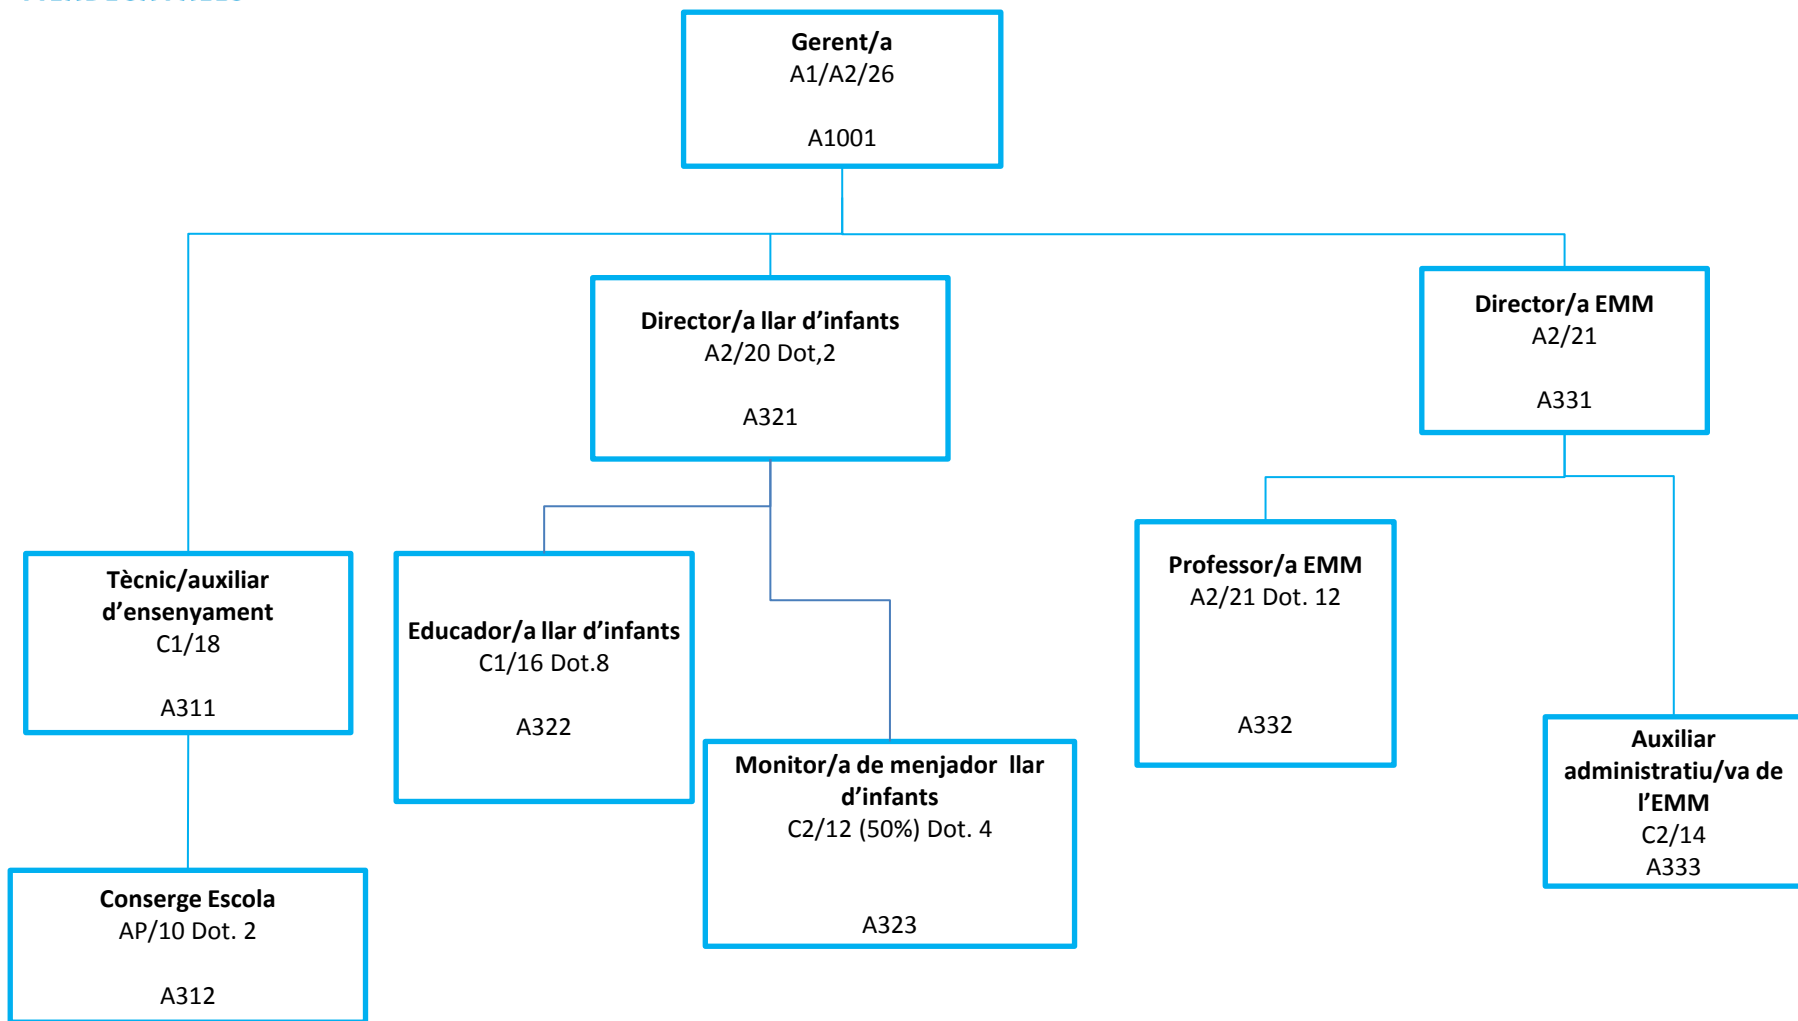 Gerent/a
A1/A2/26
A1001
Director/a llar d’infants
A2/20 Dot,2
A321
Director/a EMM
A2/21
A331
Tècnic/auxiliar
d’ensenyament
C1/18
A311
Educador/a llar d’infants
C1/16 Dot.8
A322
Monitor/a de menjador  llar
d’infants
C2/12 (50%) Dot. 4
A323
Professor/a EMM
A2/21 Dot. 12
A332
Auxiliar
administratiu/va de
l’EMM
C2/14
A333
Conserge Escola
AP/10 Dot. 2
A312